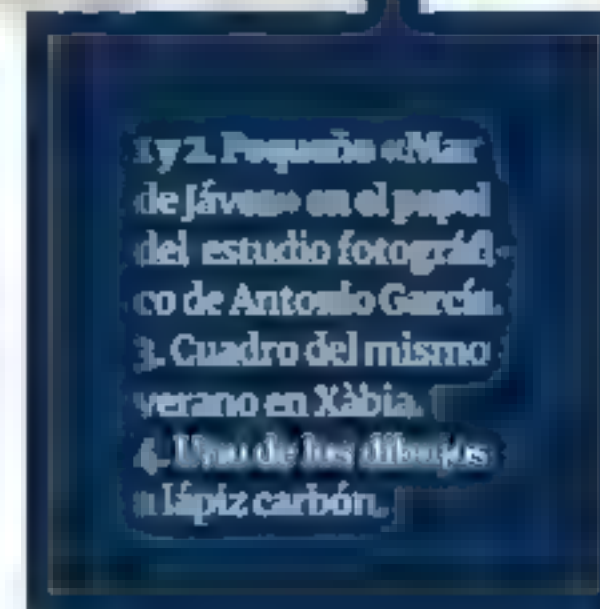 1 y 2. Pequeño «Mar
de Jávea» en el papel
del estudio fotográfi-
co de Antonio García.
3. Cuadro del mismo
verano en Xàbia.
4. Uno de los dibujos
a lápiz carbón.